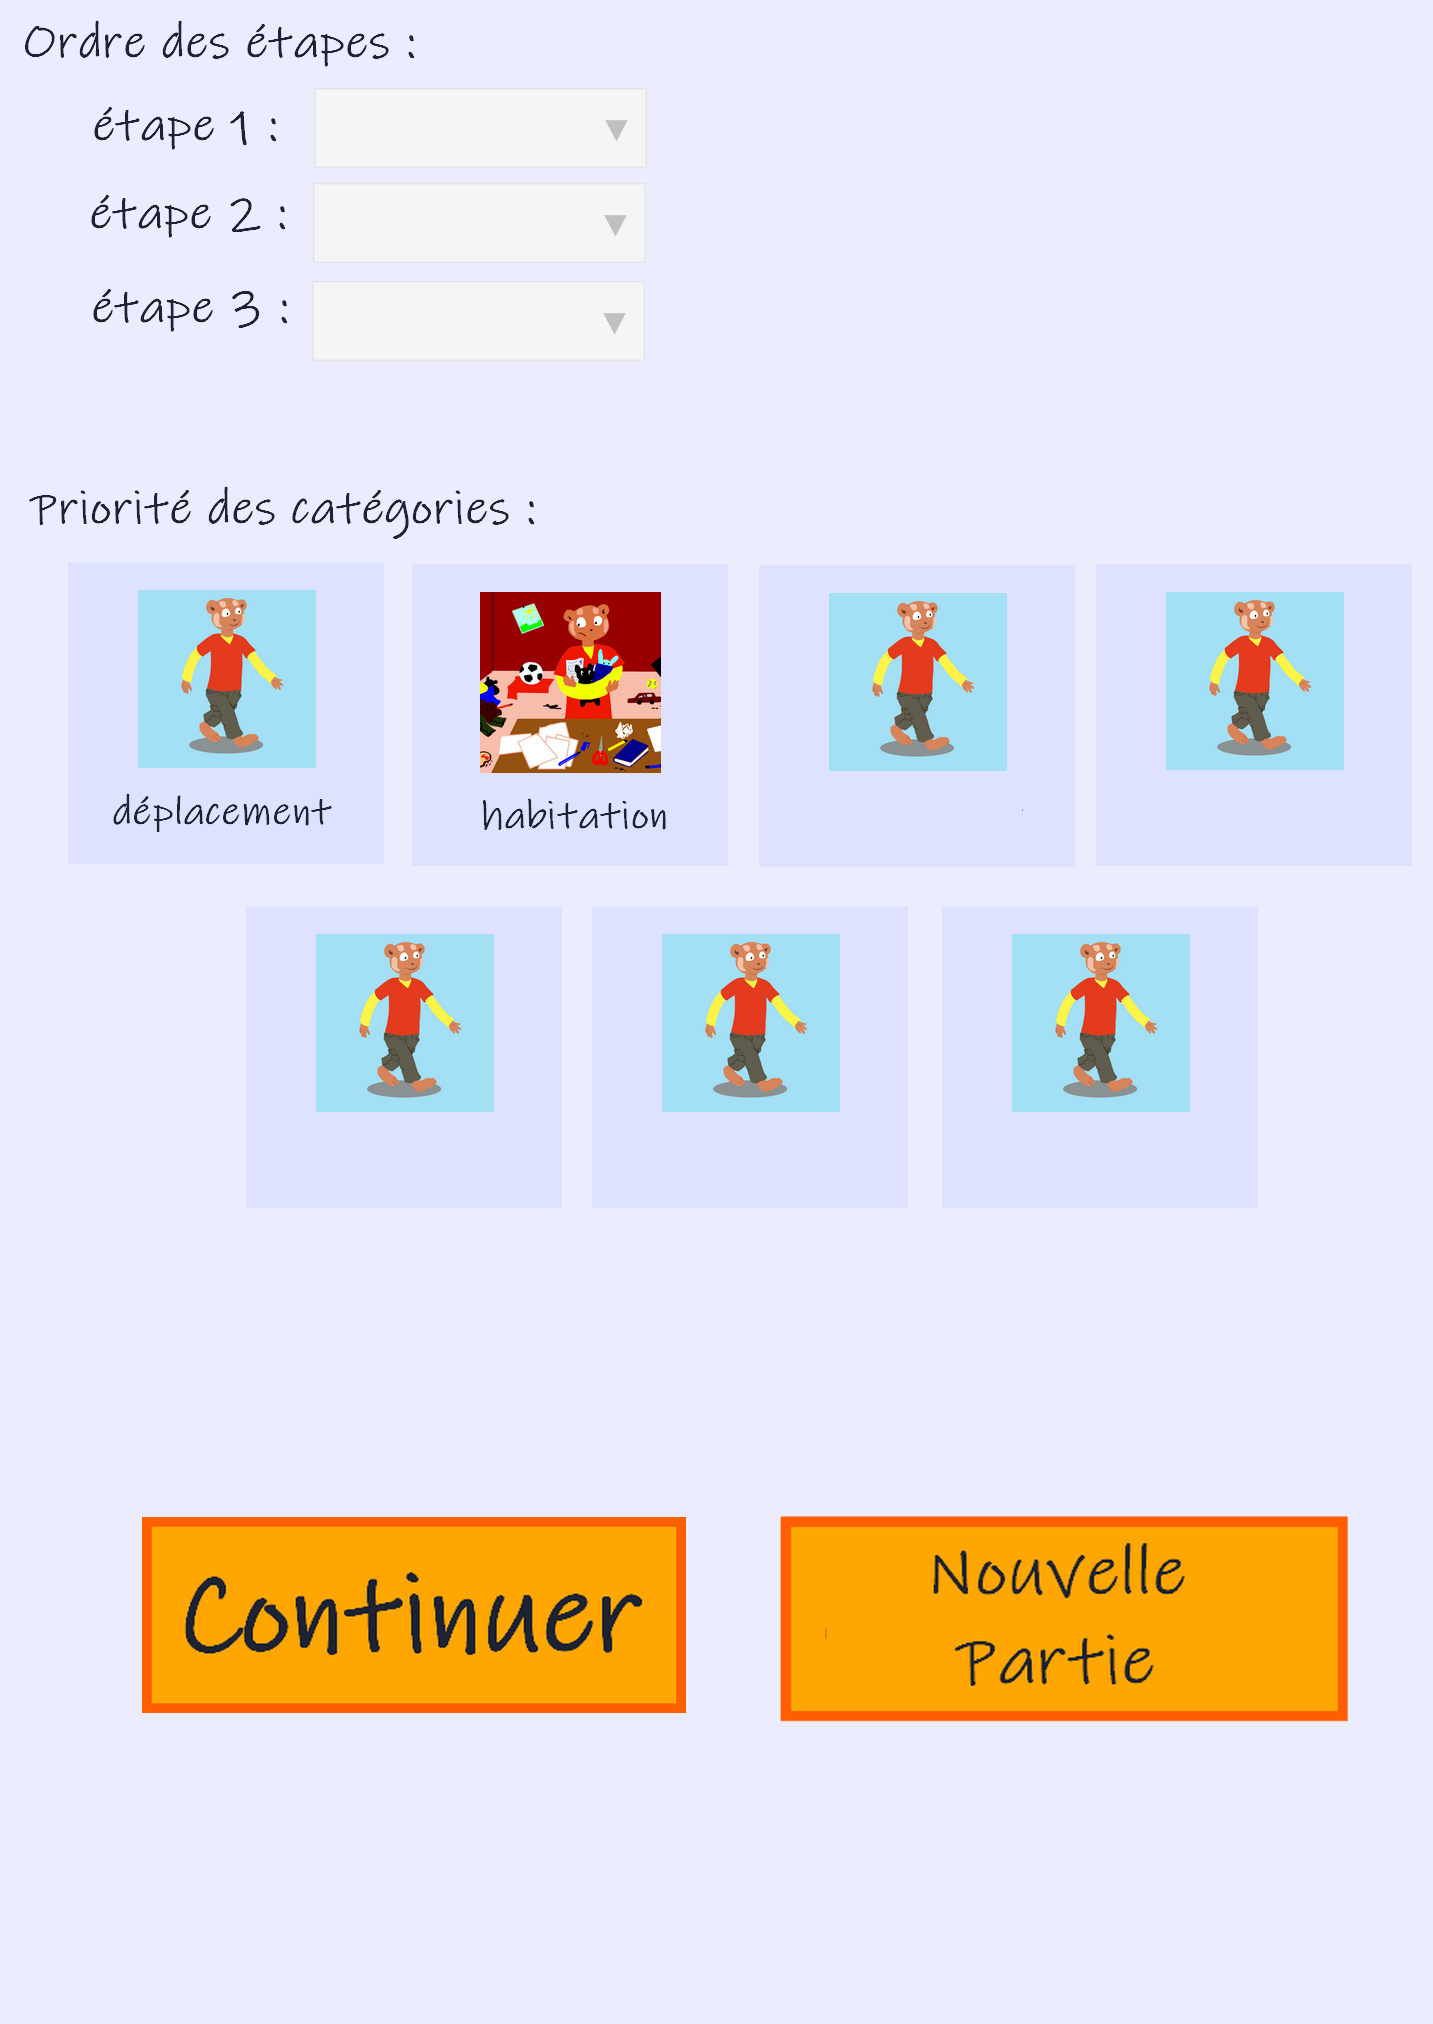 Ordre des étapes :
étape 1 :
étape 2 :
étape 3 :
Priorité des catégories :
déplacement
habitation
Continuer
Nouvelle
Partie